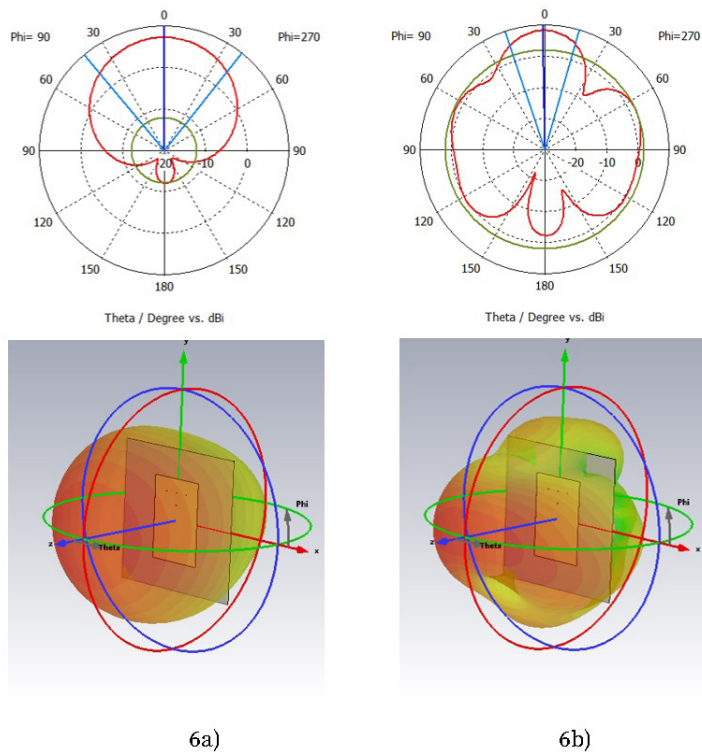 0
Phi= 90 30 30 Phi=270
60 60
90 -20 -10 0 90
120 120
150 150
180
Theta / Degree vs. dBi
0
Phi= 90 30 30 Phi=270
60 60
90 -20 -10 0 90
120 120
150 150
180
Theta / Degree vs. dBi
y
Phi
z Theta x
y
Phi
z Theta x
6a) 6b)